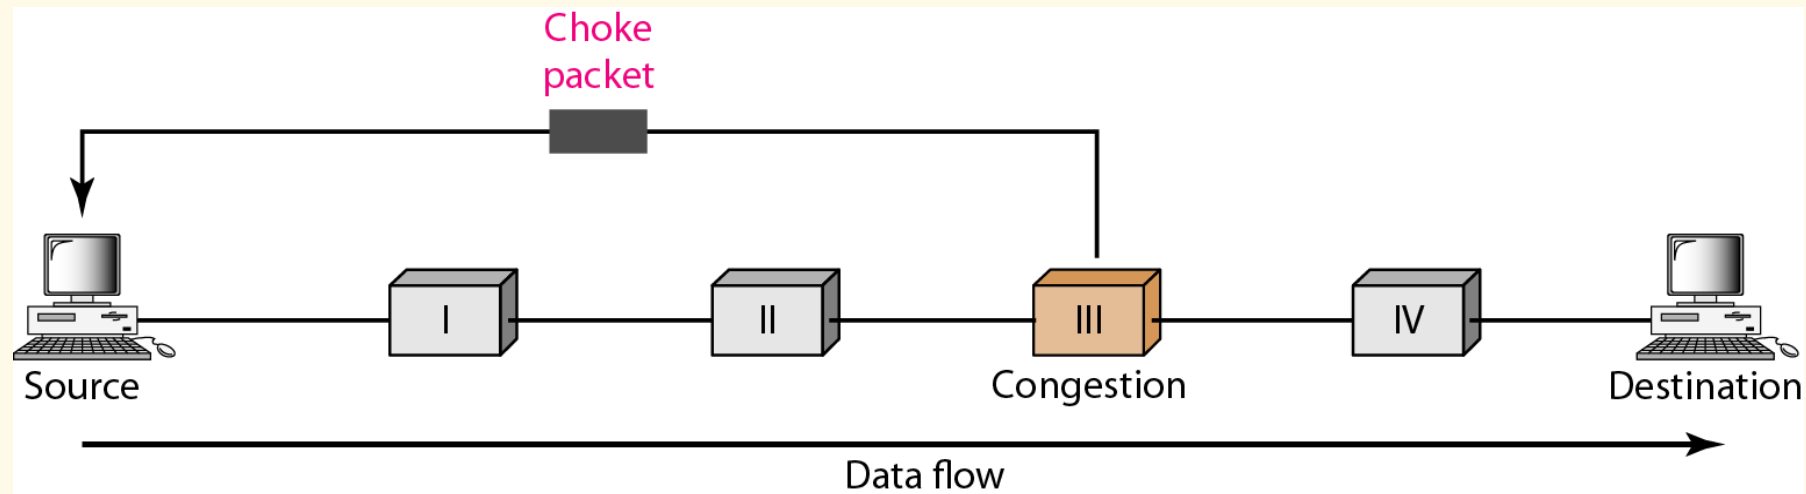 Choke
packet
I
II
III
IV
Source
Congestion
Destination
Data flow